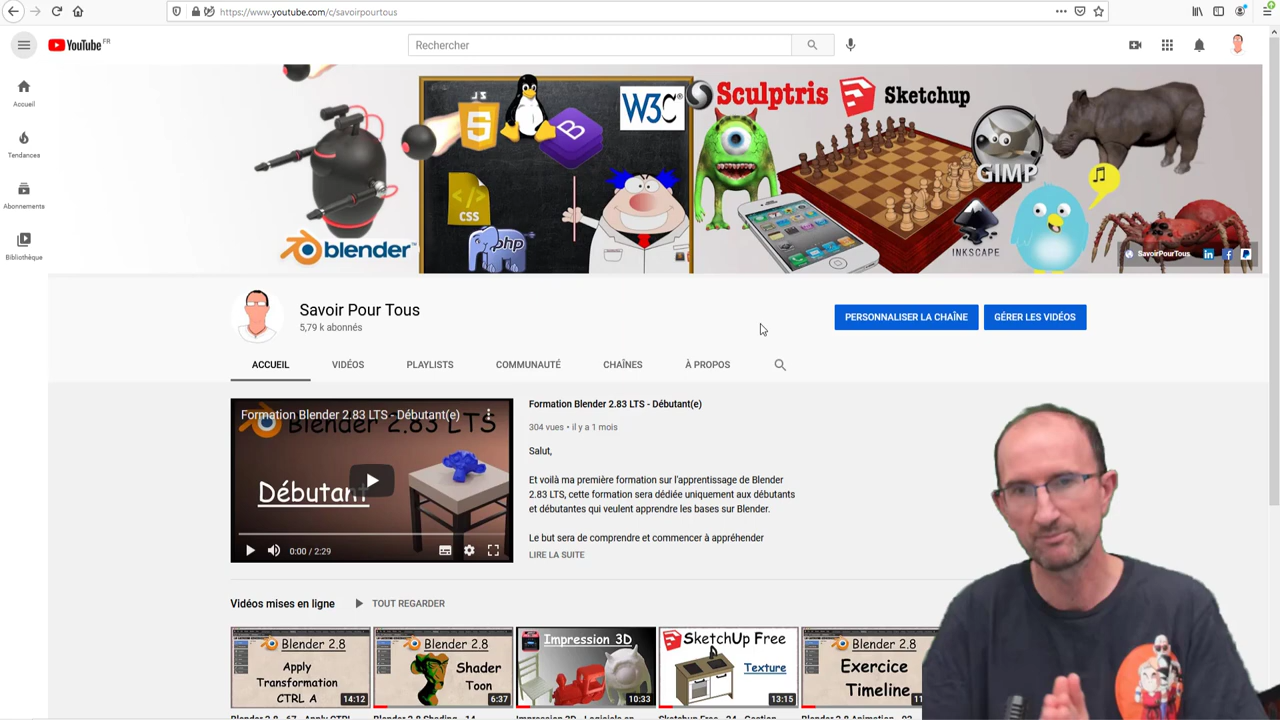 https://www.youtube.com/c/savoirpourtous
YouTube FR
Rechercher
Accueil
Tendances
Abonnements
Bibliothèque
blender
JS
5
CSS
php
B
W3C
Sculptris
Sketchup
GIMP
INKSCAPE
SavoirPourTous
Savoir Pour Tous
5,79 k abonnés
PERSONNALISER LA CHAÎNE
GÉRER LES VIDÉOS
ACCUEIL
VIDÉOS
PLAYLISTS
COMMUNAUTÉ
CHAÎNES
À PROPOS
Formation Blender 2.83 LTS - Débutant(e)
Blender 2.83 LTS
Débutant
0:00 / 2:29
Formation Blender 2.83 LTS - Débutant(e)
304 vues • il y a 1 mois
Salut,
Et voilà ma première formation sur l'apprentissage de Blender
2.83 LTS, cette formation sera dédiée uniquement aux débutants
et débutantes qui veulent apprendre les bases sur Blender.
Le but sera de comprendre et commencer à appréhender
LIRE LA SUITE
Vidéos mises en ligne
TOUT REGARDER
Blender 2.8
Apply
Transformation
CTRL A
14:12
Blender 2.8
Shader
Toon
6:37
Impression 3D
10:33
SketchUp Free
Texture
13:15
Blender 2.8
Exercice
Timeline